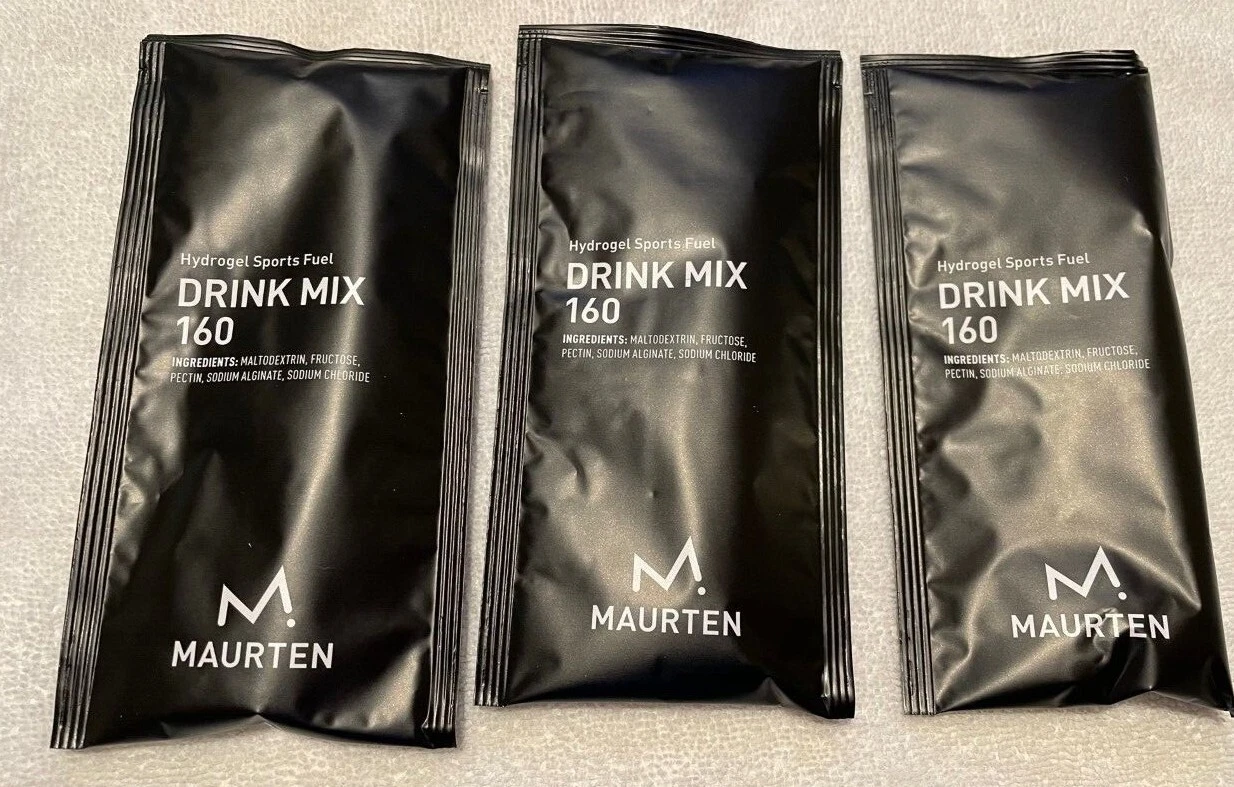 Hydrogel Sports Fuel
DRINK MIX
160
INGREDIENTS: MALTODEXTRIN, FRUCTOSE,
PECTIN, SODIUM ALGINATE, SODIUM CHLORIDE
MAURTEN
Hydrogel Sports Fuel
DRINK MIX
160
INGREDIENTS: MALTODEXTRIN, FRUCTOSE,
PECTIN, SODIUM ALGINATE, SODIUM CHLORIDE
MAURTEN
Hydrogel Sports Fuel
DRINK MIX
160
INGREDIENTS: MALTODEXTRIN, FRUCTOSE,
PECTIN, SODIUM ALGINATE, SODIUM CHLORIDE
MAURTEN